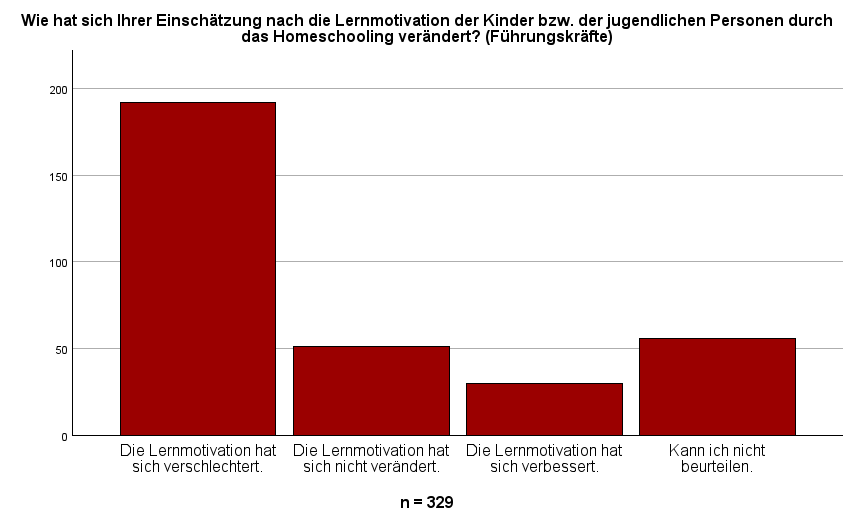 Wie hat sich Ihrer Einschätzung nach die Lernmotivation der Kinder bzw. der jugendlichen Personen durch
das Homeschooling verändert? (Führungskräfte)
200
150
100
50
0
Die Lernmotivation hat
sich verschlechtert.
Die Lernmotivation hat
sich nicht verändert.
Die Lernmotivation hat
sich verbessert.
Kann ich nicht
beurteilen.
n = 329